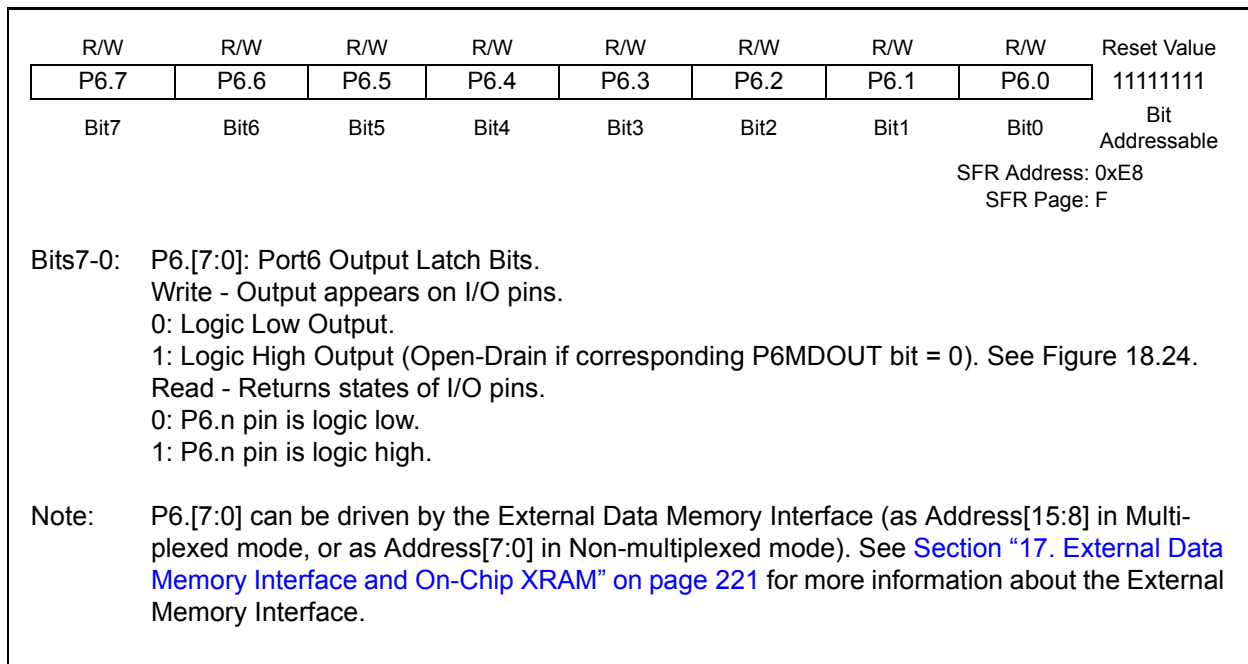 R/W R/W R/W R/W R/W R/W R/W R/W Reset Value
P6.7 P6.6 P6.5 P6.4 P6.3 P6.2 P6.1 P6.0 11111111
Bit7 Bit6 Bit5 Bit4 Bit3 Bit2 Bit1 Bit0 Bit
Addressable
SFR Address: 0xE8
SFR Page: F
Bits7-0: P6.[7:0]: Port6 Output Latch Bits.
Write - Output appears on I/O pins.
0: Logic Low Output.
1: Logic High Output (Open-Drain if corresponding P6MDOUT bit = 0). See Figure 18.24.
Read - Returns states of I/O pins.
0: P6.n pin is logic low.
1: P6.n pin is logic high.
Note: P6.[7:0] can be driven by the External Data Memory Interface (as Address[15:8] in Multi-
plexed mode, or as Address[7:0] in Non-multiplexed mode). See Section “17. External Data
Memory Interface and On-Chip XRAM” on page 221 for more information about the External
Memory Interface.